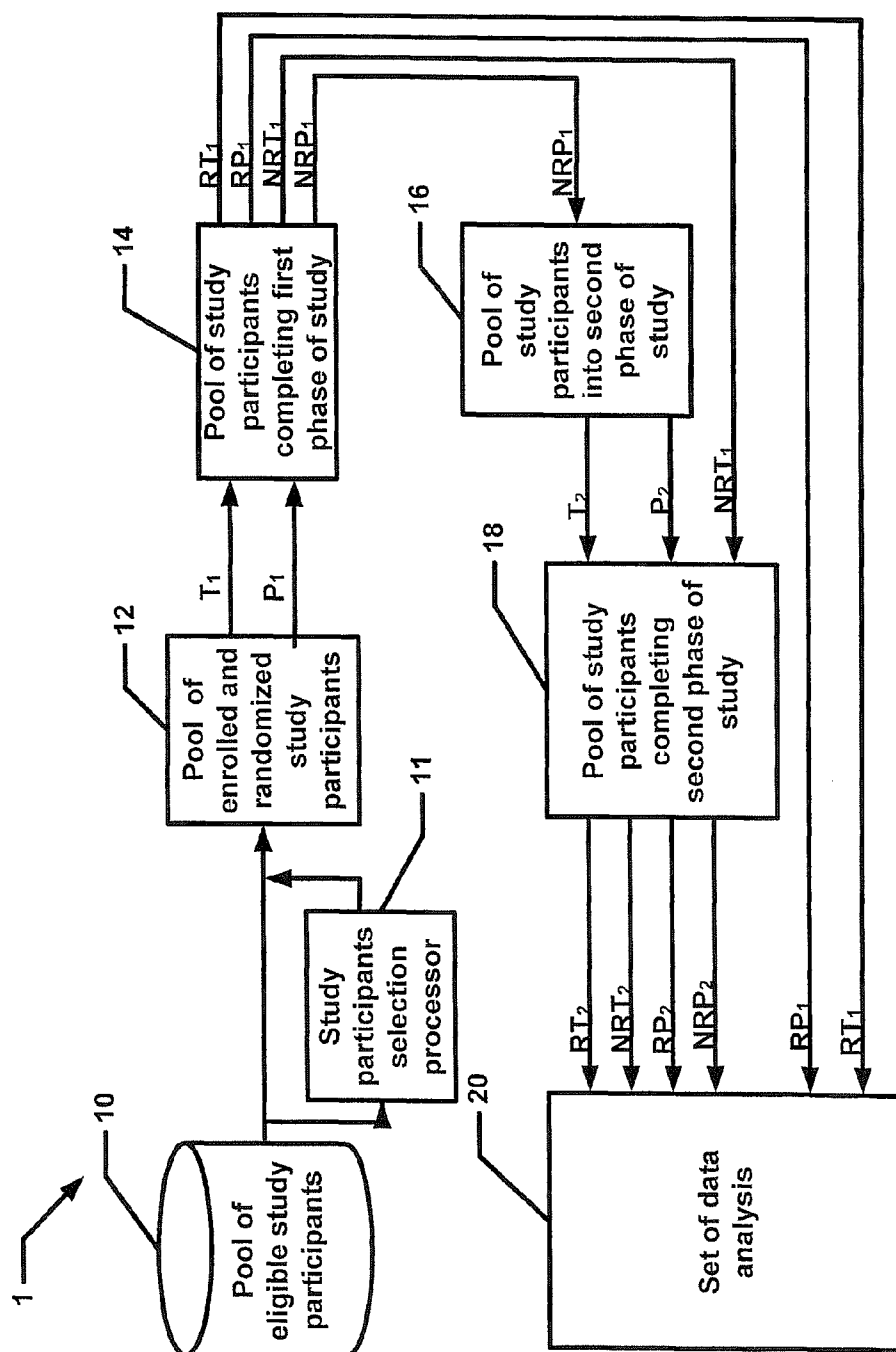 1
10
Pool of
eligible study
participants
11
Study
participants
selection
processor
12
Pool of
enrolled and
randomized
study
participants
T1
P1
14
Pool of study
participants
completing first
phase of study
RT1
RP1
NRT1
NRP1
NRP1
16
Pool of
study
participants
into second
phase of
study
T2
P2
NRT1
18
Pool of study
participants
completing
second phase of
study
RT2
NRT2
RP2
NRP2
RP1
RT1
20
Set of data
analysis